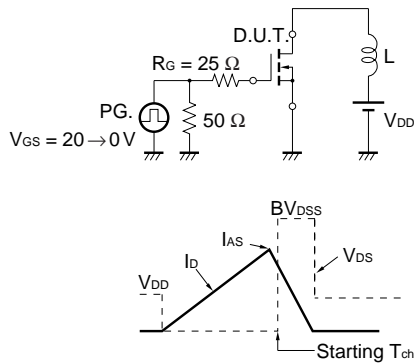 D.U.T.
RG = 25 Ω
L
PG.
50 Ω
VGS = 20 → 0 V
VDD
BVDSS
IAS
ID
VDS
VDD
Starting Tch